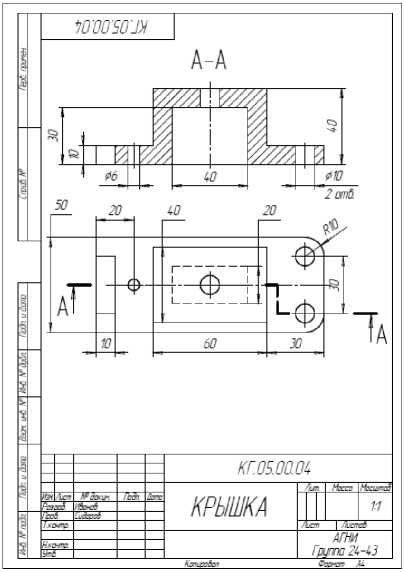 КГ.05.00.04
Перв. примен.
Справ. №
Подп. и дата
Инв. № дубл.
Взам. инв. №
Подп. и дата
Инв. № подл.
А-А
30
10
40
⌀6
40
⌀10
2 отв.
50
20
40
20
R10
А
30
А
10
60
30
КГ.05.00.04
Изм Лист № докум. Подп. Дата
Разраб. Иванов
Пров. Сидоров
Т.контр.
Н.контр.
Утв.
КРЫШКА
Лит. Масса Масштаб
1:1
Лист Листов
АГНИ
Группа 24-43
Копировал Формат А4